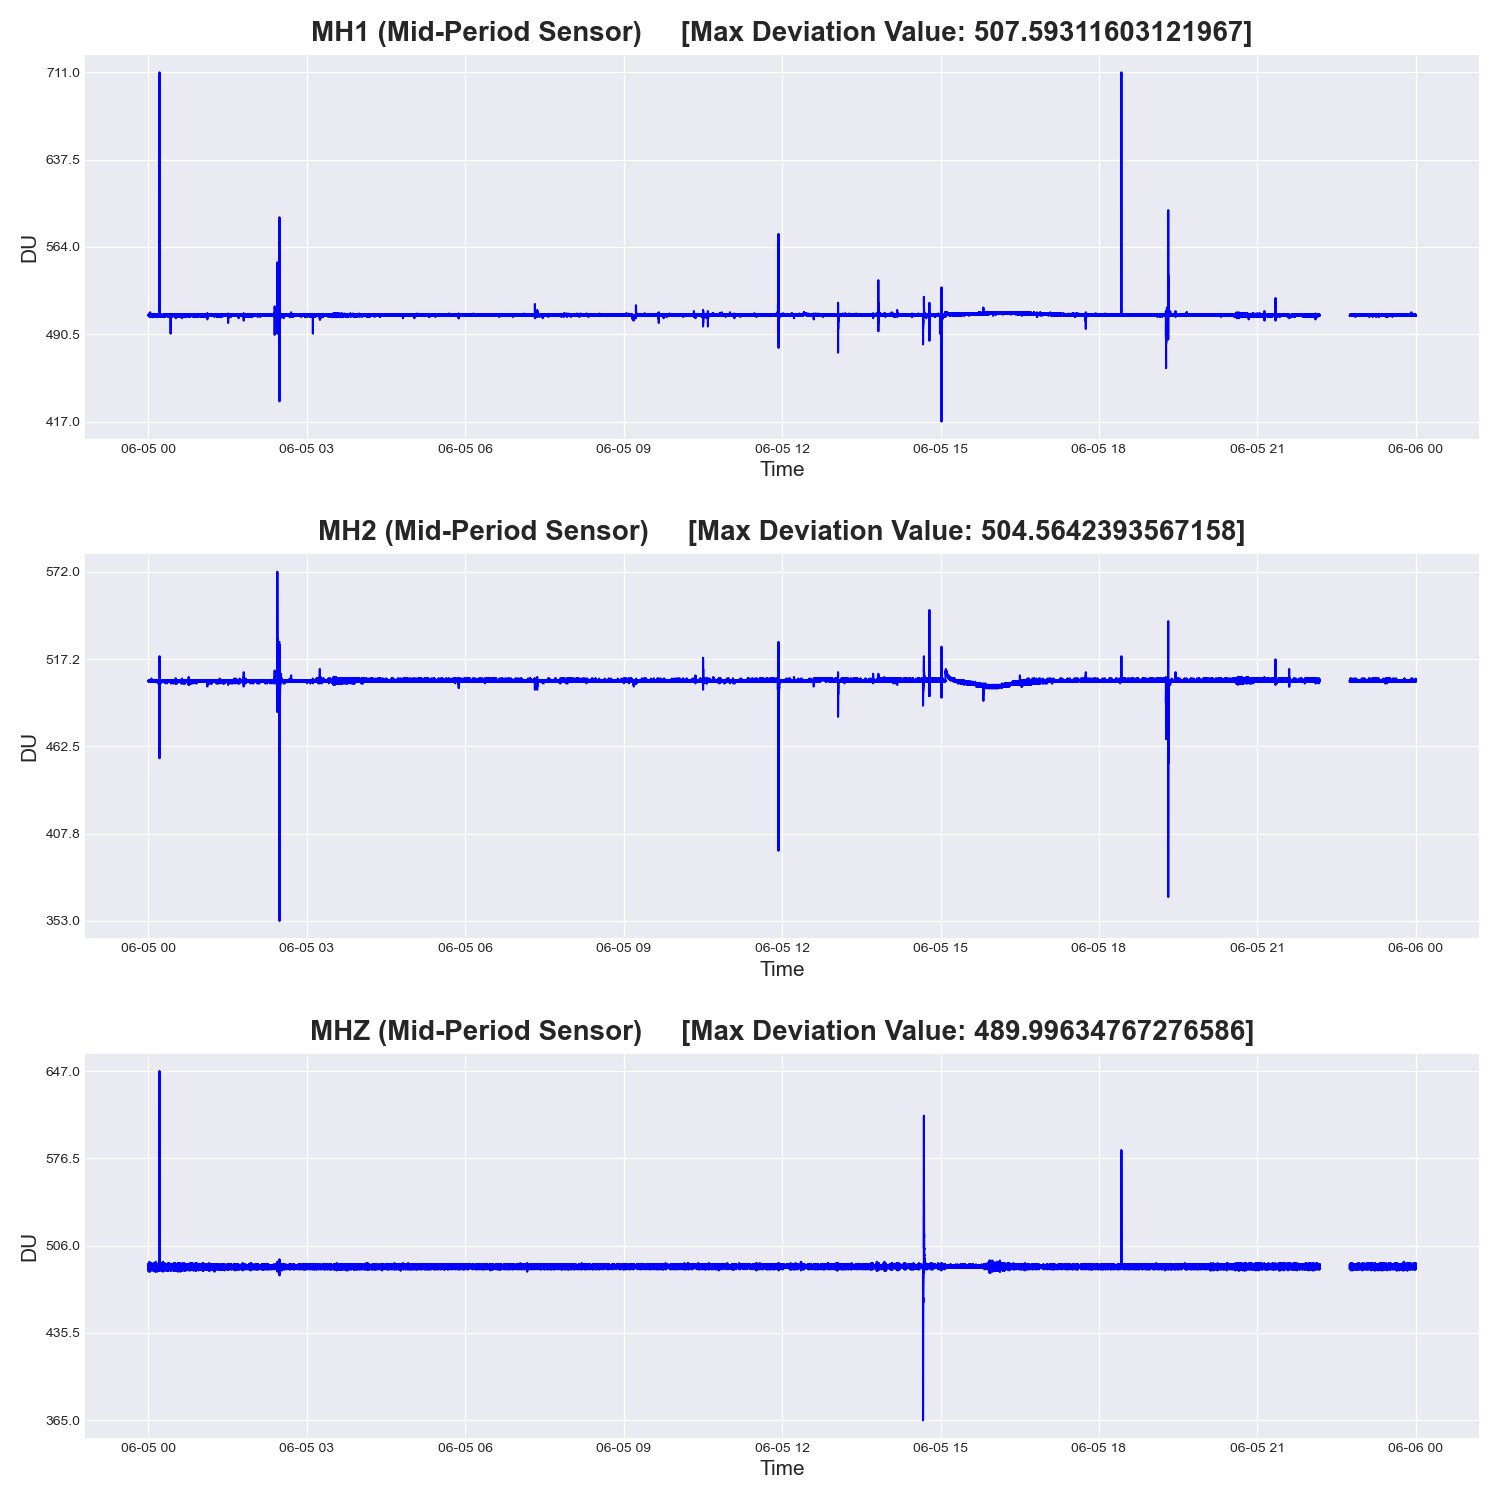 MH1 (Mid-Period Sensor) [Max Deviation Value: 507.59311603121967]
711.0
637.5
564.0
490.5
417.0
DU
06-05 00 06-05 03 06-05 06 06-05 09 06-05 12 06-05 15 06-05 18 06-05 21 06-06 00
Time
MH2 (Mid-Period Sensor) [Max Deviation Value: 504.5642393567158]
572.0
517.2
462.5
407.8
353.0
DU
06-05 00 06-05 03 06-05 06 06-05 09 06-05 12 06-05 15 06-05 18 06-05 21 06-06 00
Time
MHZ (Mid-Period Sensor) [Max Deviation Value: 489.99634767276586]
647.0
576.5
506.0
435.5
365.0
DU
06-05 00 06-05 03 06-05 06 06-05 09 06-05 12 06-05 15 06-05 18 06-05 21 06-06 00
Time